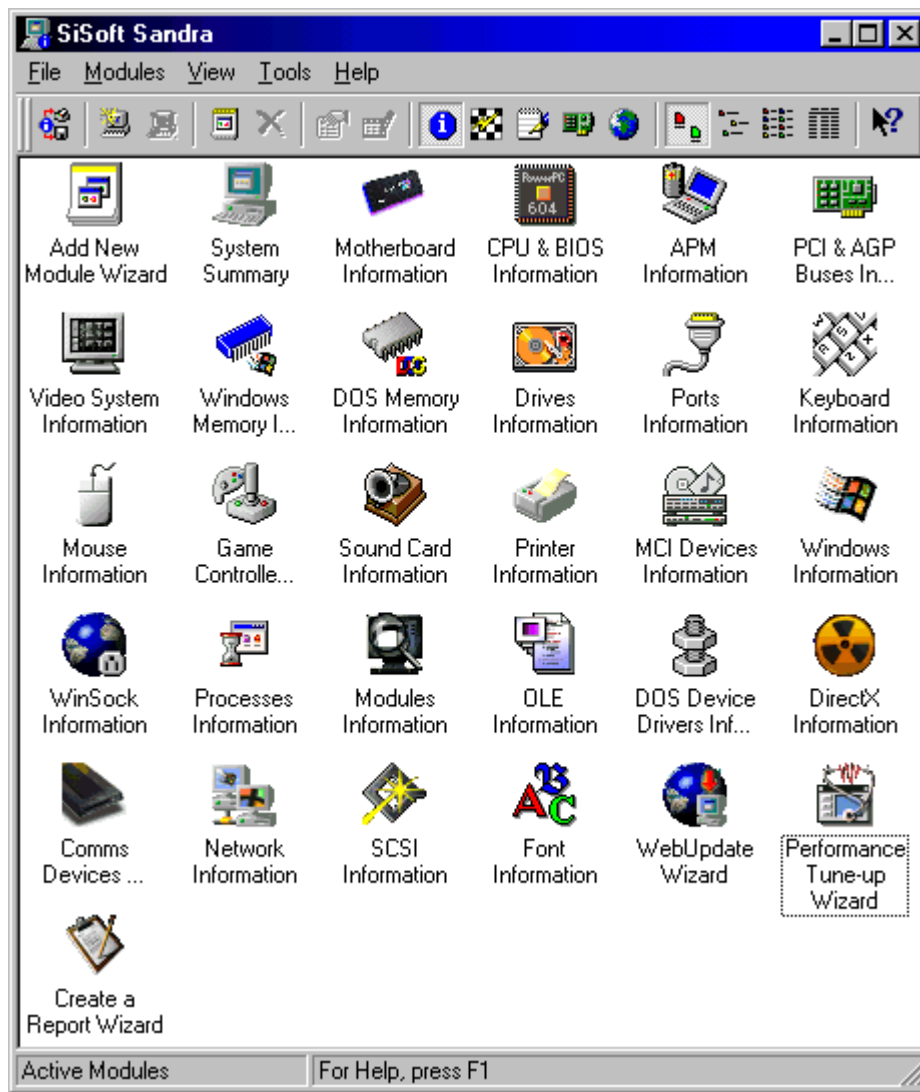 SiSoft Sandra
File Modules View Tools Help
Add New
Module Wizard
System
Summary
Motherboard
Information
PowerPC
604
CPU & BIOS
Information
APM
Information
PCI & AGP
Buses In...
Video System
Information
Windows
Memory I...
DOS Memory
Information
Drives
Information
Ports
Information
Keyboard
Information
Mouse
Information
Game
Controlle...
Sound Card
Information
Printer
Information
MCI Devices
Information
Windows
Information
WinSock
Information
Processes
Information
Modules
Information
OLE
Information
DOS Device
Drivers Inf...
DirectX
Information
Comms
Devices ...
Network
Information
SCSI
Information
ABC
Font
Information
WebUpdate
Wizard
Performance
Tune-up
Wizard
Create a
Report Wizard
Active Modules
For Help, press F1